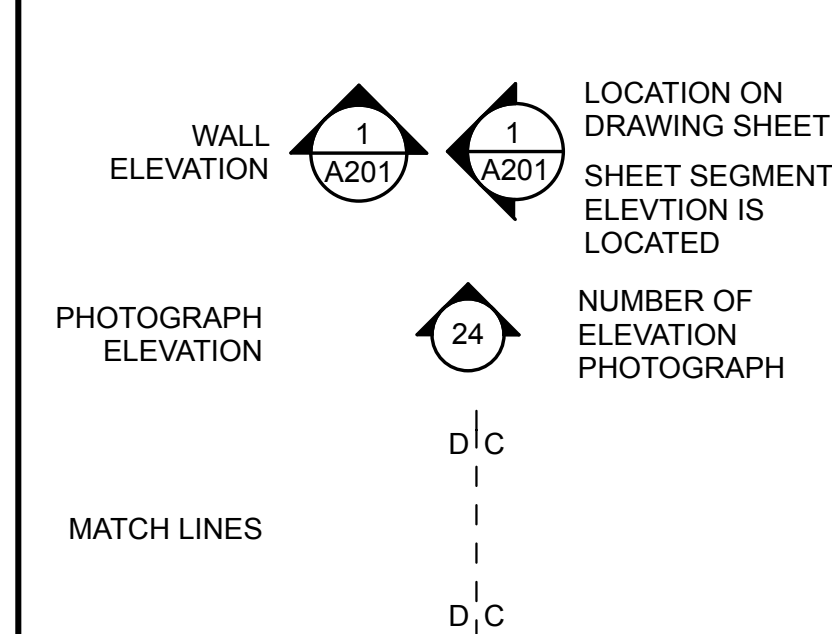 WALL
ELEVATION
1
A201
1
A201
LOCATION ON
DRAWING SHEET
SHEET SEGMENT
ELEVTION IS
LOCATED
PHOTOGRAPH
ELEVATION
24
NUMBER OF
ELEVATION
PHOTOGRAPH
MATCH LINES
D C
D C